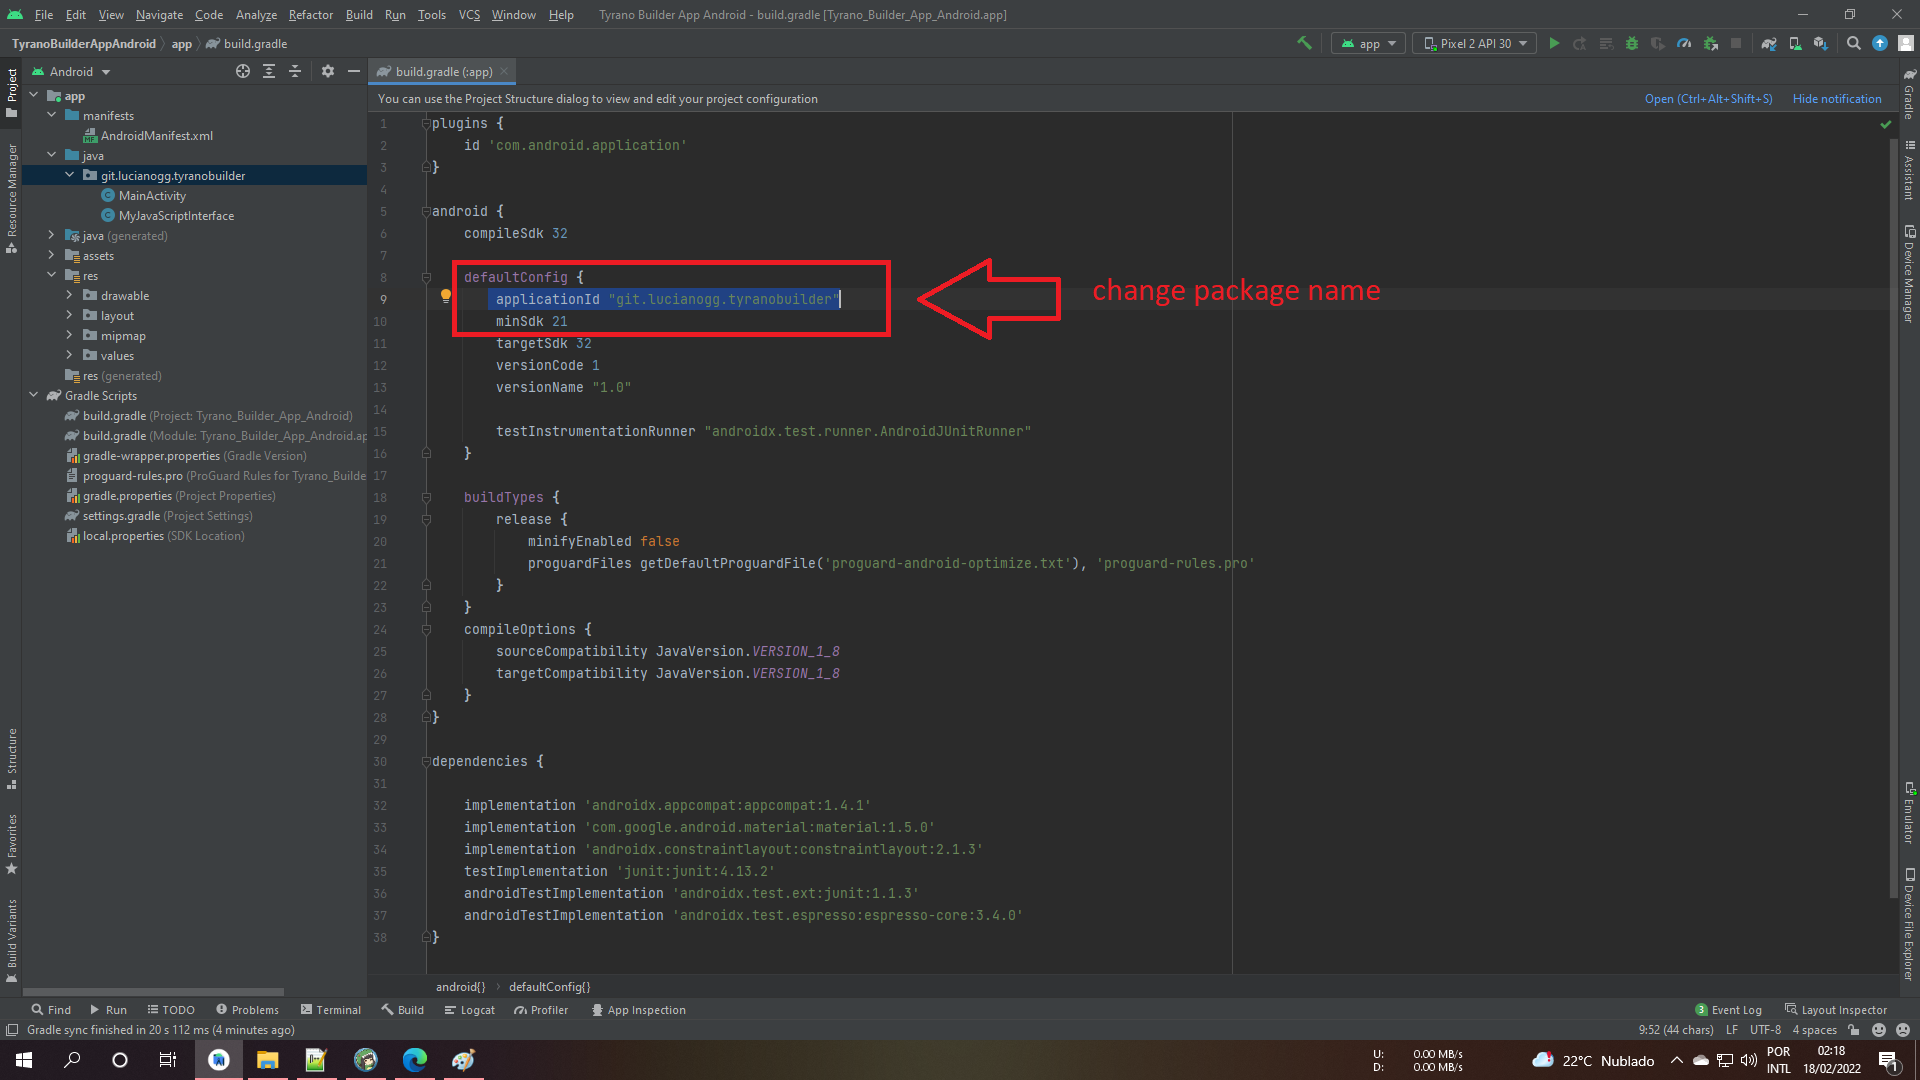 File Edit View Navigate Code Analyze Refactor Build Run Tools VCS Window Help Tyrano Builder App Android - build.gradle [Tyrano_Builder_App_Android.app]
TyranoBuilderAppAndroid app build.gradle app Pixel 2 API 30
Android build.gradle (:app)
You can use the Project Structure dialog to view and edit your project configuration Open (Ctrl+Alt+Shift+S) Hide notification
Project
Resource Manager
Structure
Favorites
Build Variants
app
manifests
AndroidManifest.xml
java
git.lucianogg.tyranobuilder
MainActivity
MyJavaScriptInterface
java (generated)
assets
res
drawable
layout
mipmap
values
res (generated)
Gradle Scripts
build.gradle (Project: Tyrano_Builder_App_Android)
build.gradle (Module: Tyrano_Builder_App_Android.ap
gradle-wrapper.properties (Gradle Version)
proguard-rules.pro (ProGuard Rules for Tyrano_Builde
gradle.properties (Project Properties)
settings.gradle (Project Settings)
local.properties (SDK Location)
1 plugins {
2 id 'com.android.application'
3 }
4
5 android {
6 compileSdk 32
7
8 defaultConfig {
9 applicationId "git.lucianogg.tyranobuilder"
10 minSdk 21
11 targetSdk 32
12 versionCode 1
13 versionName "1.0"
14
15 testInstrumentationRunner "androidx.test.runner.AndroidJUnitRunner"
16 }
17
18 buildTypes {
19 release {
20 minifyEnabled false
21 proguardFiles getDefaultProguardFile('proguard-android-optimize.txt'), 'proguard-rules.pro'
22 }
23 }
24 compileOptions {
25 sourceCompatibility JavaVersion.VERSION_1_8
26 targetCompatibility JavaVersion.VERSION_1_8
27 }
28 }
29
30 dependencies {
31
32 implementation 'androidx.appcompat:appcompat:1.4.1'
33 implementation 'com.google.android.material:material:1.5.0'
34 implementation 'androidx.constraintlayout:constraintlayout:2.1.3'
35 testImplementation 'junit:junit:4.13.2'
36 androidTestImplementation 'androidx.test.ext:junit:1.1.3'
37 androidTestImplementation 'androidx.test.espresso:espresso-core:3.4.0'
38 }
change package name
Gradle
Assistant
Device Manager
Emulator
Device File Explorer
android{} defaultConfig{}
Find Run TODO Problems Terminal Build Logcat Profiler App Inspection 3 Event Log Layout Inspector
Gradle sync finished in 20 s 112 ms (4 minutes ago) 9:52 (44 chars) LF UTF-8 4 spaces
U: 0.00 MB/s
D: 0.00 MB/s
22°C Nublado
POR
INTL
02:18
18/02/2022
1